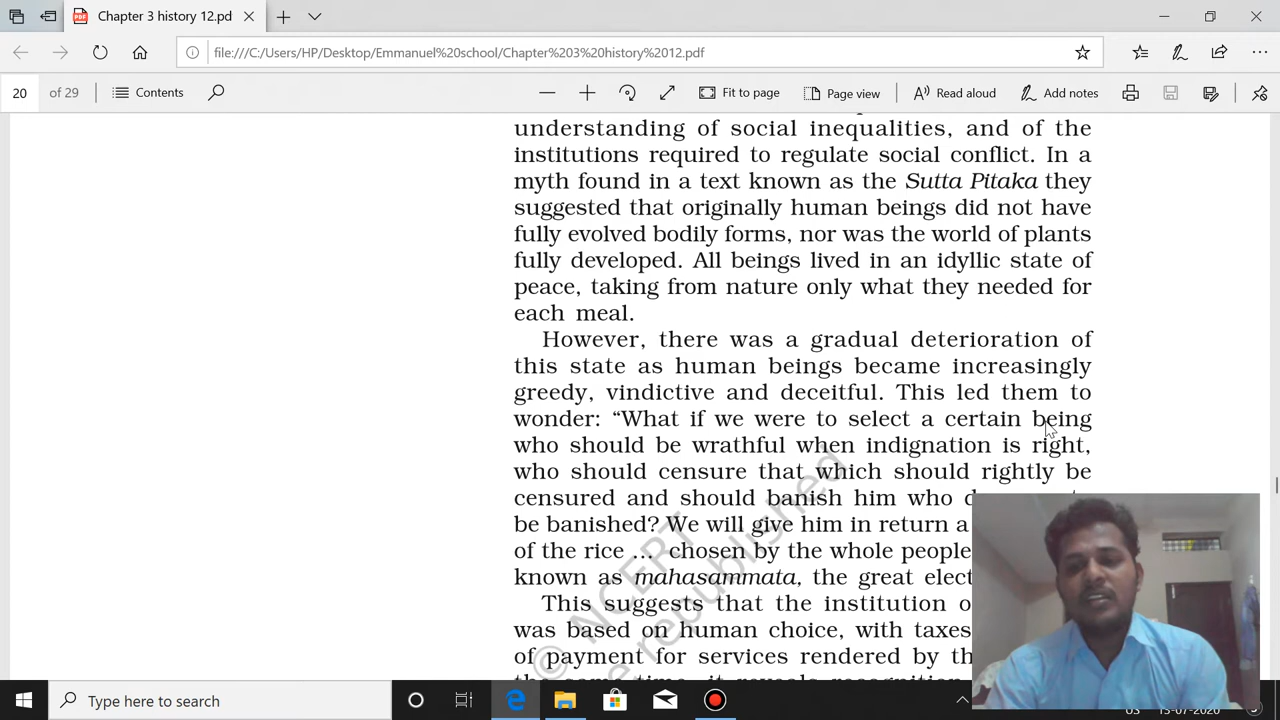 Chapter 3 history 12.pd
file:///C:/Users/HP/Desktop/Emmanuel%20school/Chapter%203%20history%2012.pdf
20 of 29 Contents Fit to page Page view Read aloud Add notes
understanding of social inequalities, and of the
institutions required to regulate social conflict. In a
myth found in a text known as the Sutta Pitaka they
suggested that originally human beings did not have
fully evolved bodily forms, nor was the world of plants
fully developed. All beings lived in an idyllic state of
peace, taking from nature only what they needed for
each meal.
However, there was a gradual deterioration of
this state as human beings became increasingly
greedy, vindictive and deceitful. This led them to
wonder: “What if we were to select a certain being
who should be wrathful when indignation is right,
who should censure that which should rightly be
censured and should banish him who
be banished? We will give him in return a
of the rice … chosen by the whole people
known as mahasammata, the great elect
This suggests that the institution
was based on human choice, with taxes
of payment for services rendered by
© NCERT
republished
Type here to search
US 13-07-2020